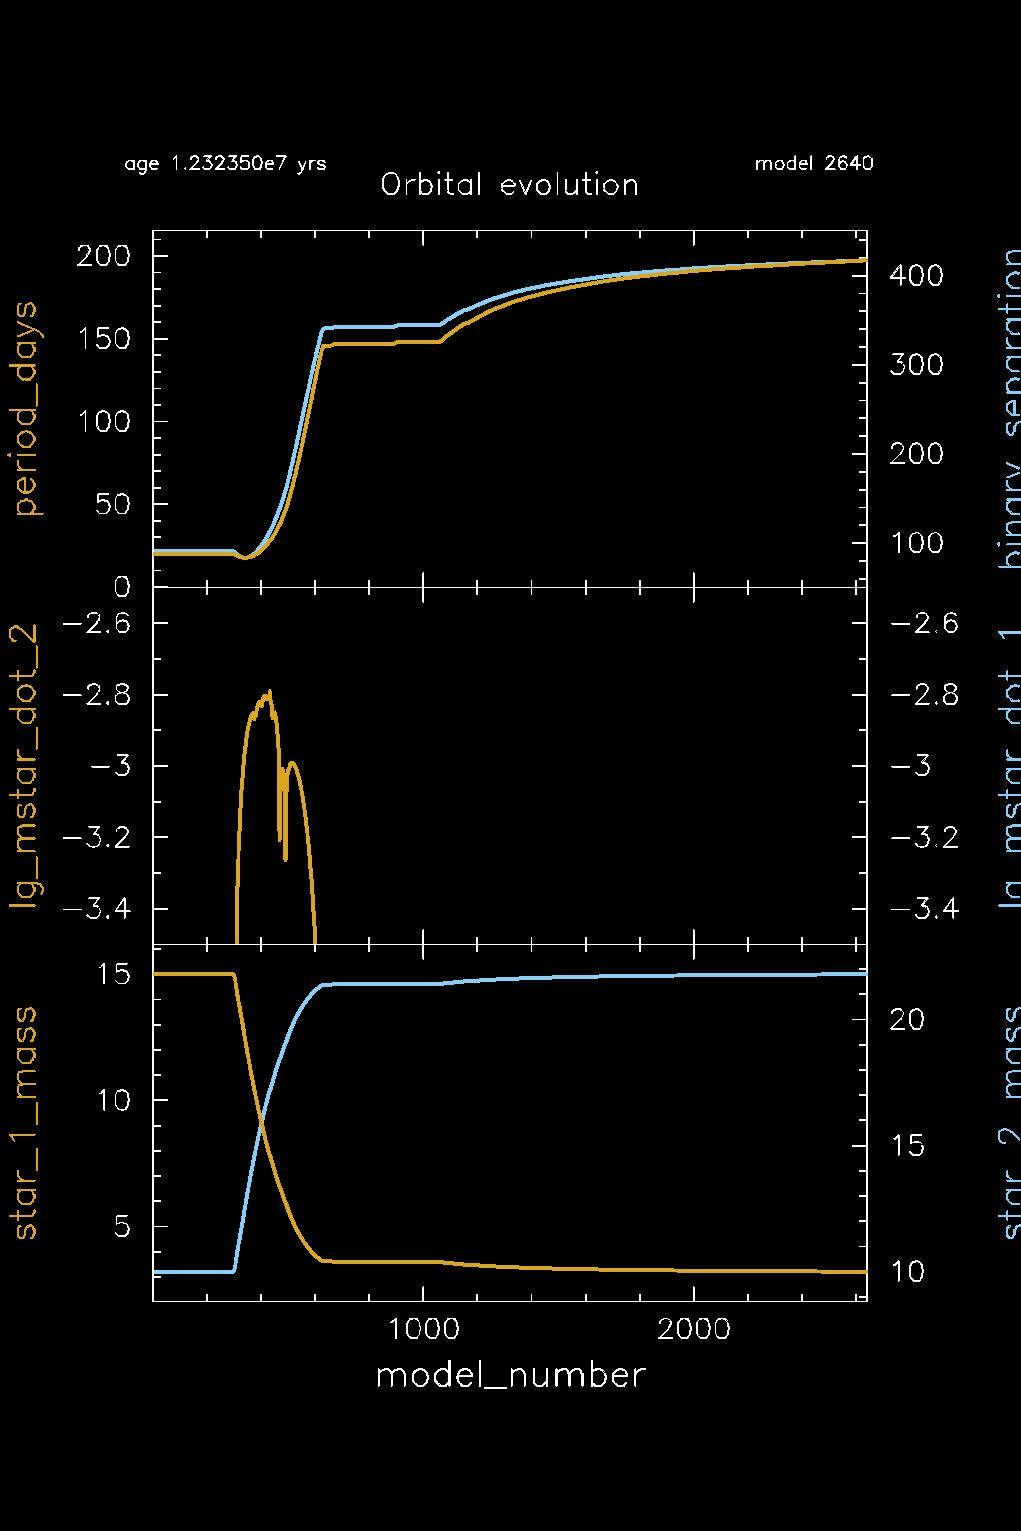 age 1.232350e7 yrs
model 2640
Orbital evolution
period_days
200
150
100
50
0
400
300
200
100
binary_separation
lg_mstar_dot_2
−2.6
−2.8
−3
−3.2
−3.4
−2.6
−2.8
−3
−3.2
−3.4
lg_mstar_dot_1
star_1_mass
15
10
5
20
15
10
star_2_mass
1000
2000
model_number